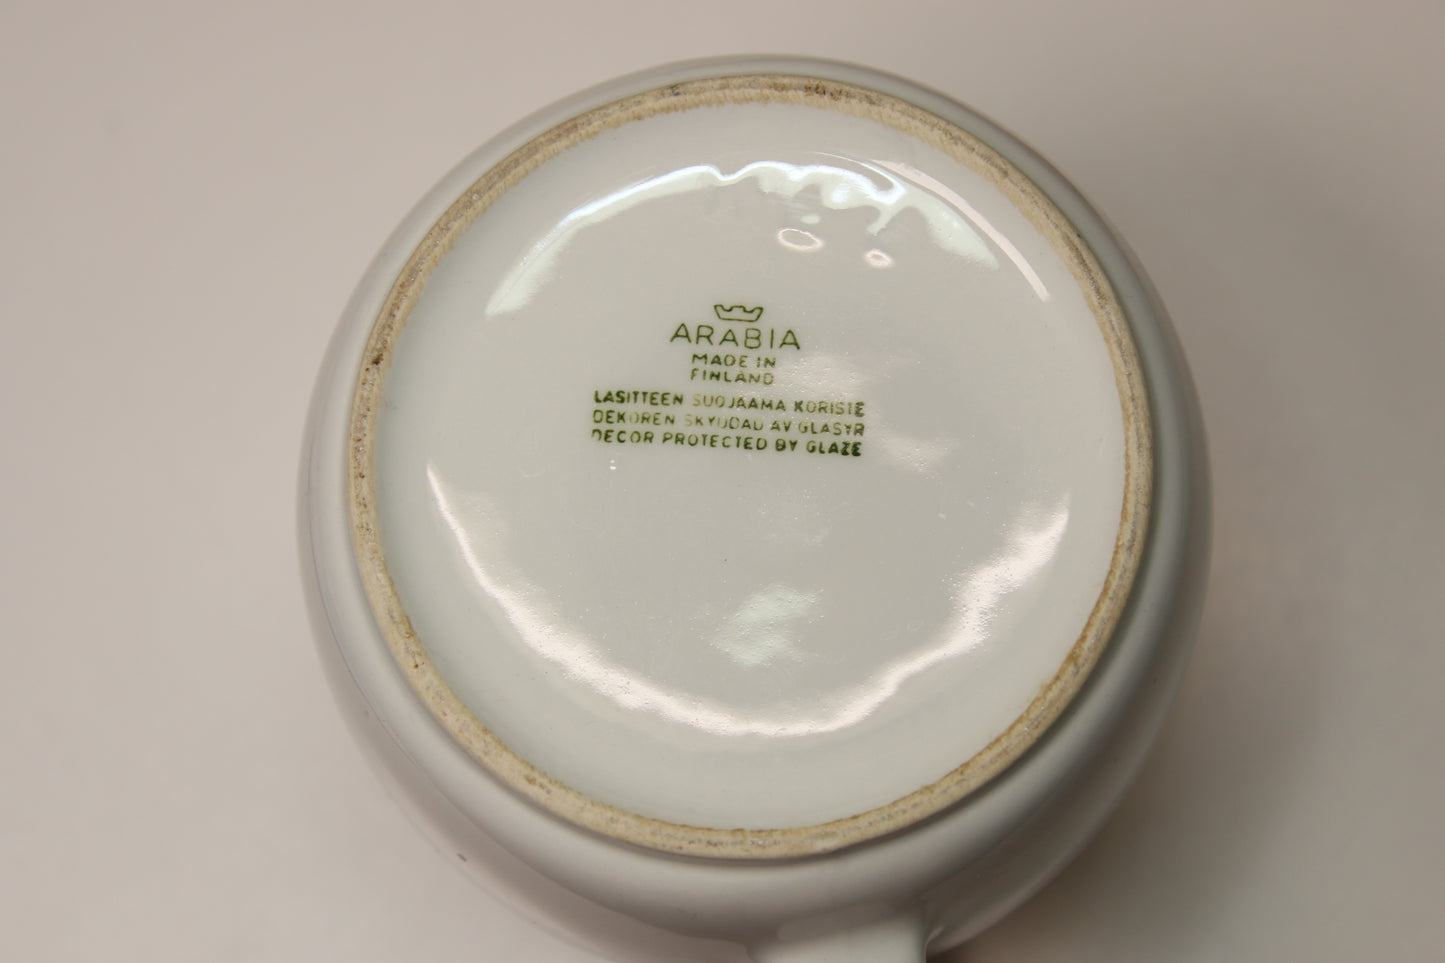 ARABIA
MADE IN
FINLAND
LASITTEEN SUOJAAMA KORISTE
DEKOREN SKYDDAD AV GLASYR
DECOR PROTECTED BY GLAZE